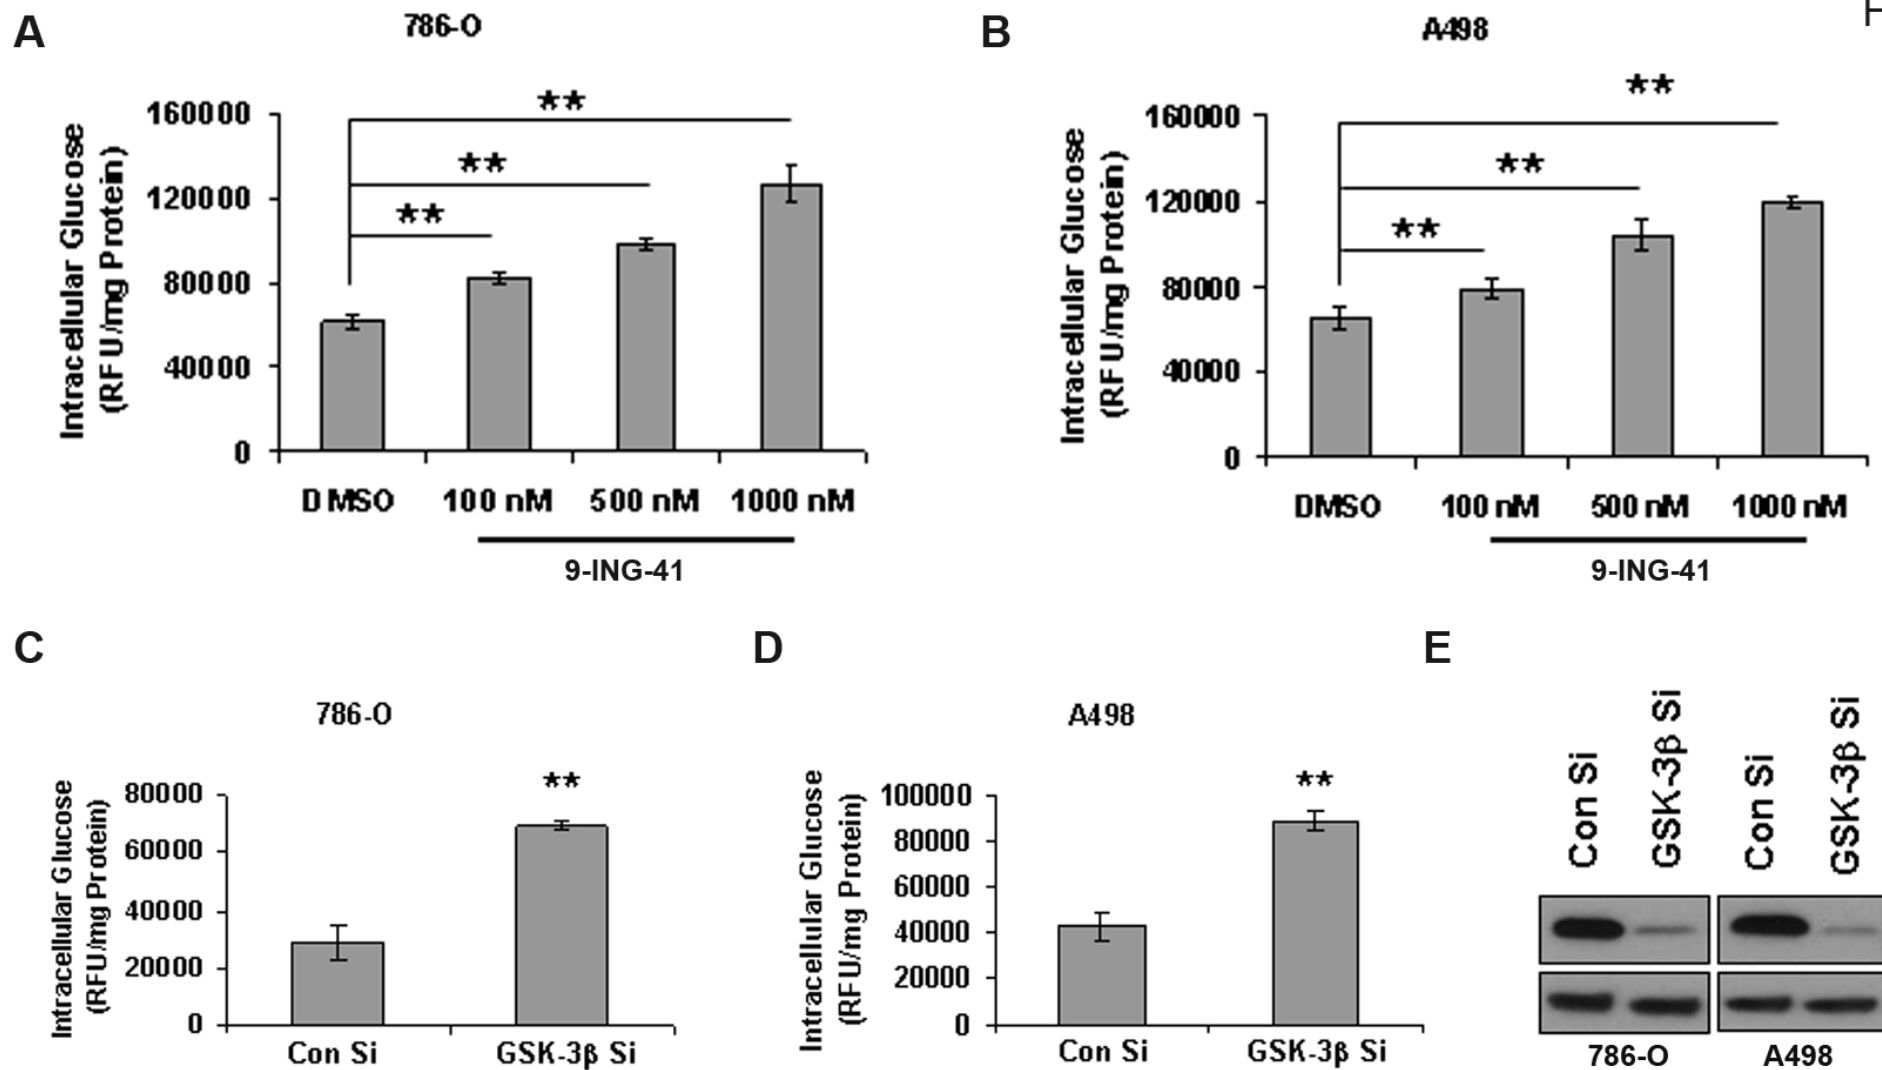 A
786-O
Intracellular Glucose
(RFU/mg Protein)
160000
120000
80000
40000
0
**
**
**
DMSO
100 nM
500 nM
1000 nM
9-ING-41
B
A498
Intracellular Glucose
(RFU/mg Protein)
160000
120000
80000
40000
0
**
**
**
DMSO
100 nM
500 nM
1000 nM
9-ING-41
C
786-O
Intracellular Glucose
(RFU/mg Protein)
80000
60000
40000
20000
0
**
Con Si
GSK-3β Si
D
A498
Intracellular Glucose
(RFU/mg Protein)
100000
80000
60000
40000
20000
0
**
Con Si
GSK-3β Si
E
Con Si
GSK-3β Si
Con Si
GSK-3β Si
786-O
A498